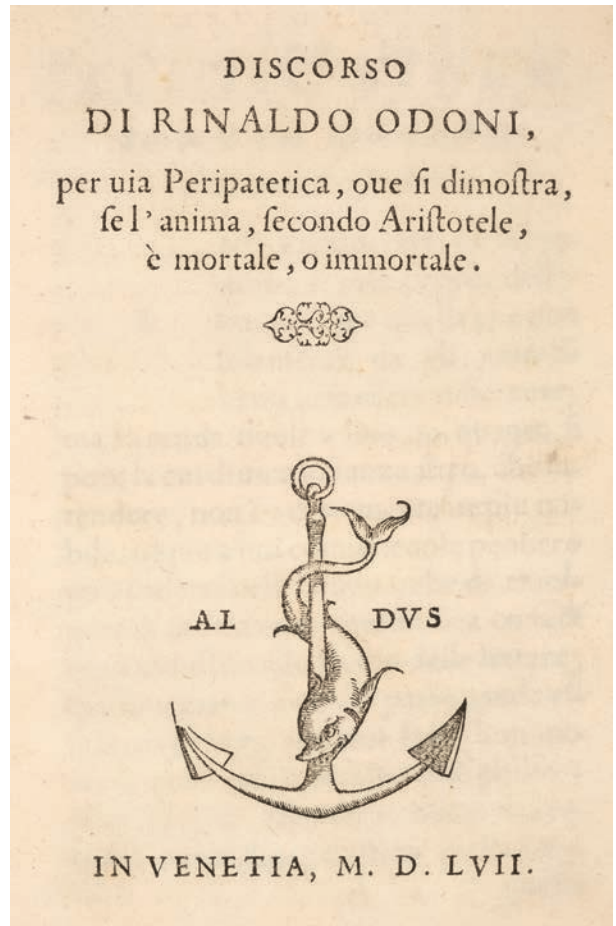 DISCORSO
DI RINALDO ODONI,
per uia Peripatetica, oue ſi dimoſtra,
ſe l' anima, ſecondo Ariſtotele,
è mortale, o immortale.
AL DVS
IN VENETIA, M. D. LVII.